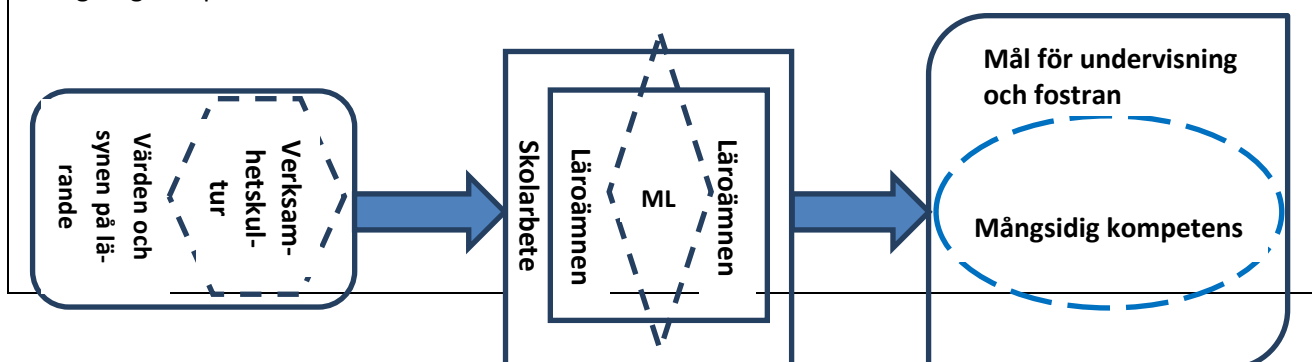 Värden och
synen på lä-
rande
Verksam-
hetskul-
tur
Skolarbete
Läroämnen
ML
Läroämnen
Mål för undervisning
och fostran
Mångsidig kompetens